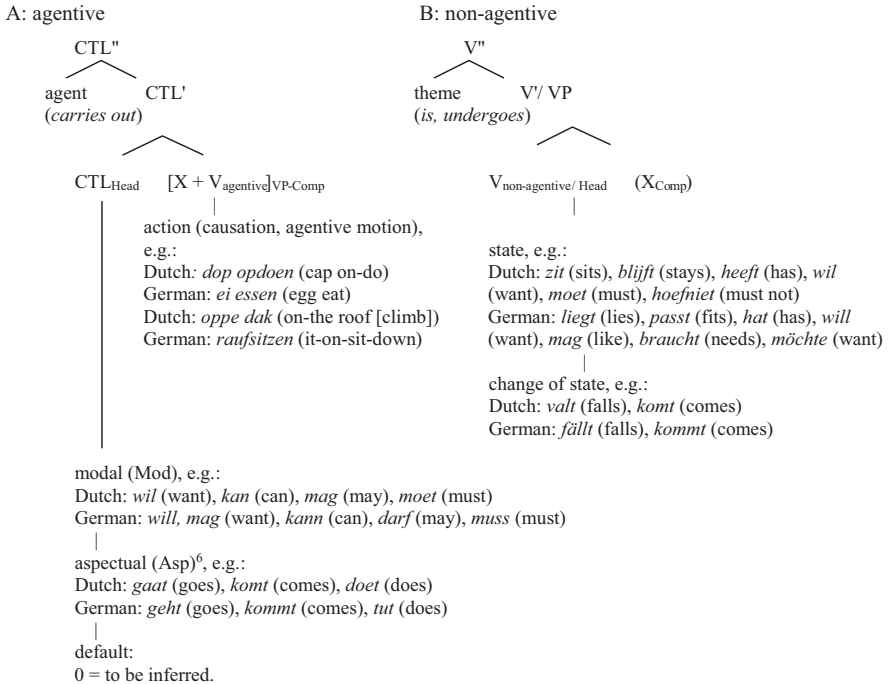 A: agentive
B: non-agentive
CTL"
agent CTL'
(carries out)
CTL_Head [X + V_agentive]_VP-Comp
action (causation, agentive motion),
e.g.:
Dutch: dop opdoen (cap on-do)
German: ei essen (egg eat)
Dutch: oppe dak (on-the roof [climb])
German: raufsitzen (it-on-sit-down)
modal (Mod), e.g.:
Dutch: wil (want), kan (can), mag (may), moet (must)
German: will, mag (want), kann (can), darf (may), muss (must)
aspectual (Asp)⁶, e.g.:
Dutch: gaat (goes), komt (comes), doet (does)
German: geht (goes), kommt (comes), tut (does)
default:
0 = to be inferred.
V"
theme V'/ VP
(is, undergoes)
V_non-agentive/ Head (X_Comp)
state, e.g.:
Dutch: zit (sits), blijft (stays), heeft (has), wil
(want), moet (must), hoefniet (must not)
German: liegt (lies), passt (fits), hat (has), will
(want), mag (like), braucht (needs), möchte (want)
change of state, e.g.:
Dutch: valt (falls), komt (comes)
German: fällt (falls), kommt (comes)